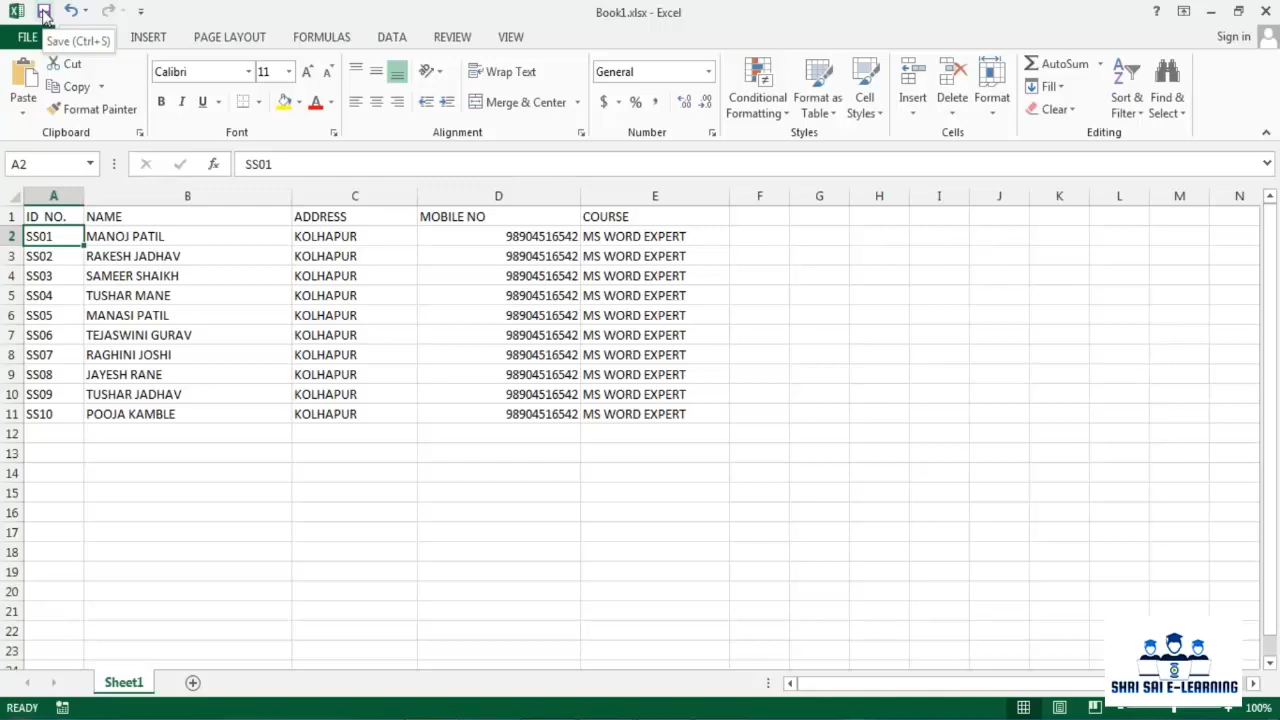 Book1.xlsx - Excel
?
FILE
INSERT
PAGE LAYOUT
FORMULAS
DATA
REVIEW
VIEW
Sign in
Save (Ctrl+S)
Paste
Cut
Copy
Format Painter
Clipboard
Calibri
11
B I U
A A
A
Font
Wrap Text
Merge & Center
Alignment
General
$ % ,
Number
Conditional
Formatting
Format as
Table
Cell
Styles
Styles
Insert
Delete
Format
Cells
AutoSum
Fill
Clear
Sort &
Filter
Find &
Select
Editing
A2
fx
SS01
A B C D E F G H I J K L M N
1 ID NO. NAME ADDRESS MOBILE NO COURSE
2 SS01 MANOJ PATIL KOLHAPUR 98904516542 MS WORD EXPERT
3 SS02 RAKESH JADHAV KOLHAPUR 98904516542 MS WORD EXPERT
4 SS03 SAMEER SHAIKH KOLHAPUR 98904516542 MS WORD EXPERT
5 SS04 TUSHAR MANE KOLHAPUR 98904516542 MS WORD EXPERT
6 SS05 MANASI PATIL KOLHAPUR 98904516542 MS WORD EXPERT
7 SS06 TEJASWINI GURAV KOLHAPUR 98904516542 MS WORD EXPERT
8 SS07 RAGHINI JOSHI KOLHAPUR 98904516542 MS WORD EXPERT
9 SS08 JAYESH RANE KOLHAPUR 98904516542 MS WORD EXPERT
10 SS09 TUSHAR JADHAV KOLHAPUR 98904516542 MS WORD EXPERT
11 SS10 POOJA KAMBLE KOLHAPUR 98904516542 MS WORD EXPERT
12
13
14
15
16
17
18
19
20
21
22
23
Sheet1
SHRI SAI E-LEARNING
READY
100%